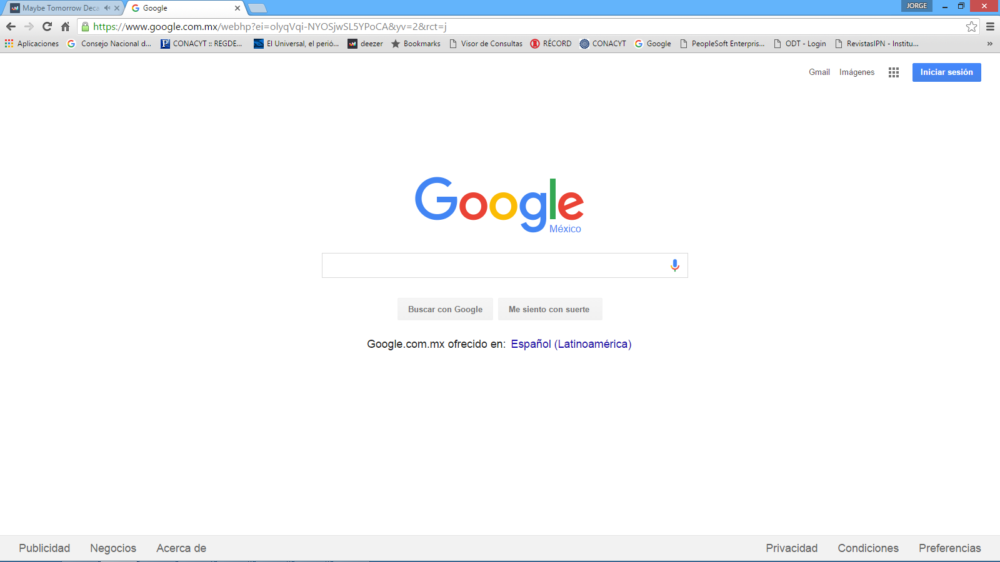 Maybe Tomorrow Deca
Google
JORGE
https://www.google.com.mx/webhp?ei=olyqVqi-NYOSjwSL5YPoCA&yv=2&rct=j
Aplicaciones Consejo Nacional d... CONACYT :: REGDE... El Universal, el perió... deezer Bookmarks Visor de Consultas RÉCORD CONACYT Google PeopleSoft Enterpris... ODT - Login RevistasIPN - Institu... »
Gmail Imágenes Iniciar sesión
Google
México
Buscar con Google Me siento con suerte
Google.com.mx ofrecido en: Español (Latinoamérica)
Publicidad Negocios Acerca de Privacidad Condiciones Preferencias